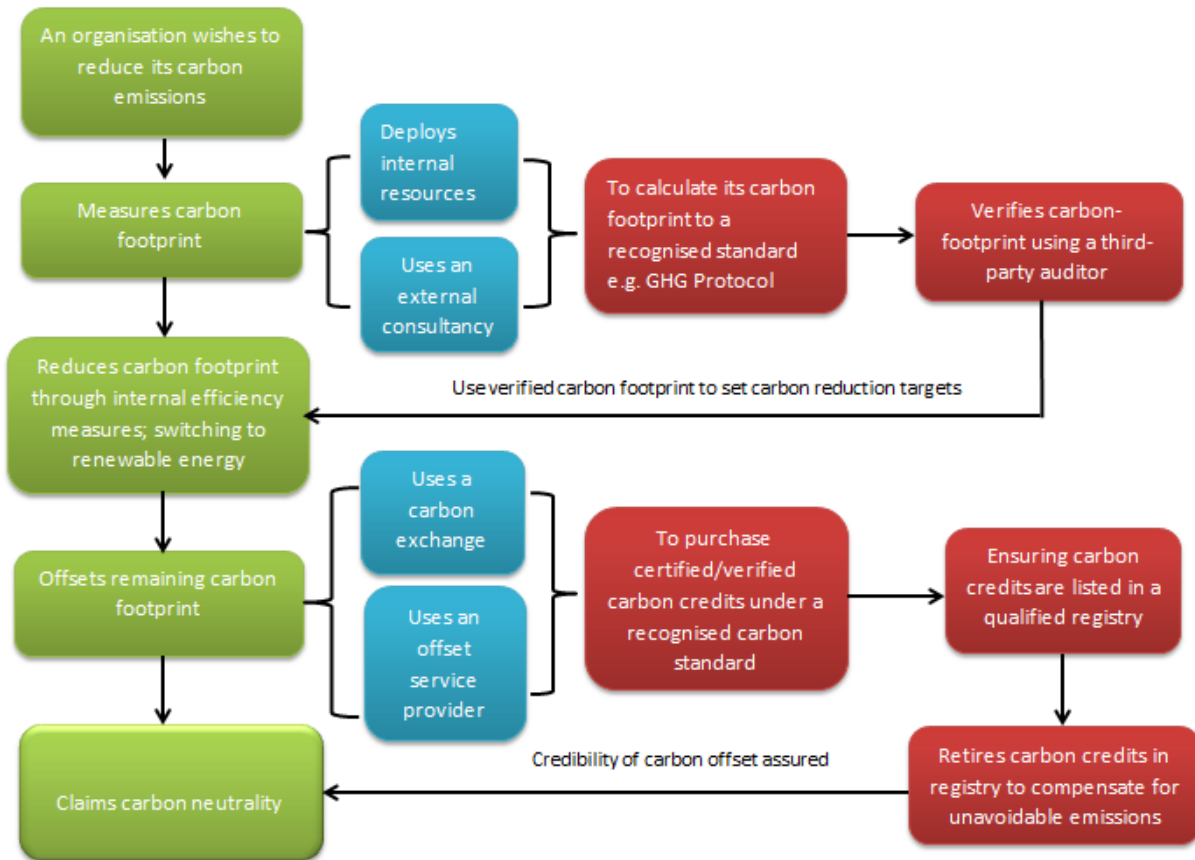 An organisation wishes to
reduce its carbon
emissions
Measures carbon
footprint
Deploys
internal
resources
Uses an
external
consultancy
To calculate its carbon
footprint to a
recognised standard
e.g. GHG Protocol
Verifies carbon-
footprint using a third-
party auditor
Use verified carbon footprint to set carbon reduction targets
Reduces carbon footprint
through internal efficiency
measures; switching to
renewable energy
Offsets remaining carbon
footprint
Uses a
carbon
exchange
Uses an
offset
service
provider
To purchase
certified/verified
carbon credits under a
recognised carbon
standard
Ensuring carbon
credits are listed in a
qualified registry
Retires carbon credits in
registry to compensate for
unavoidable emissions
Credibility of carbon offset assured
Claims carbon neutrality